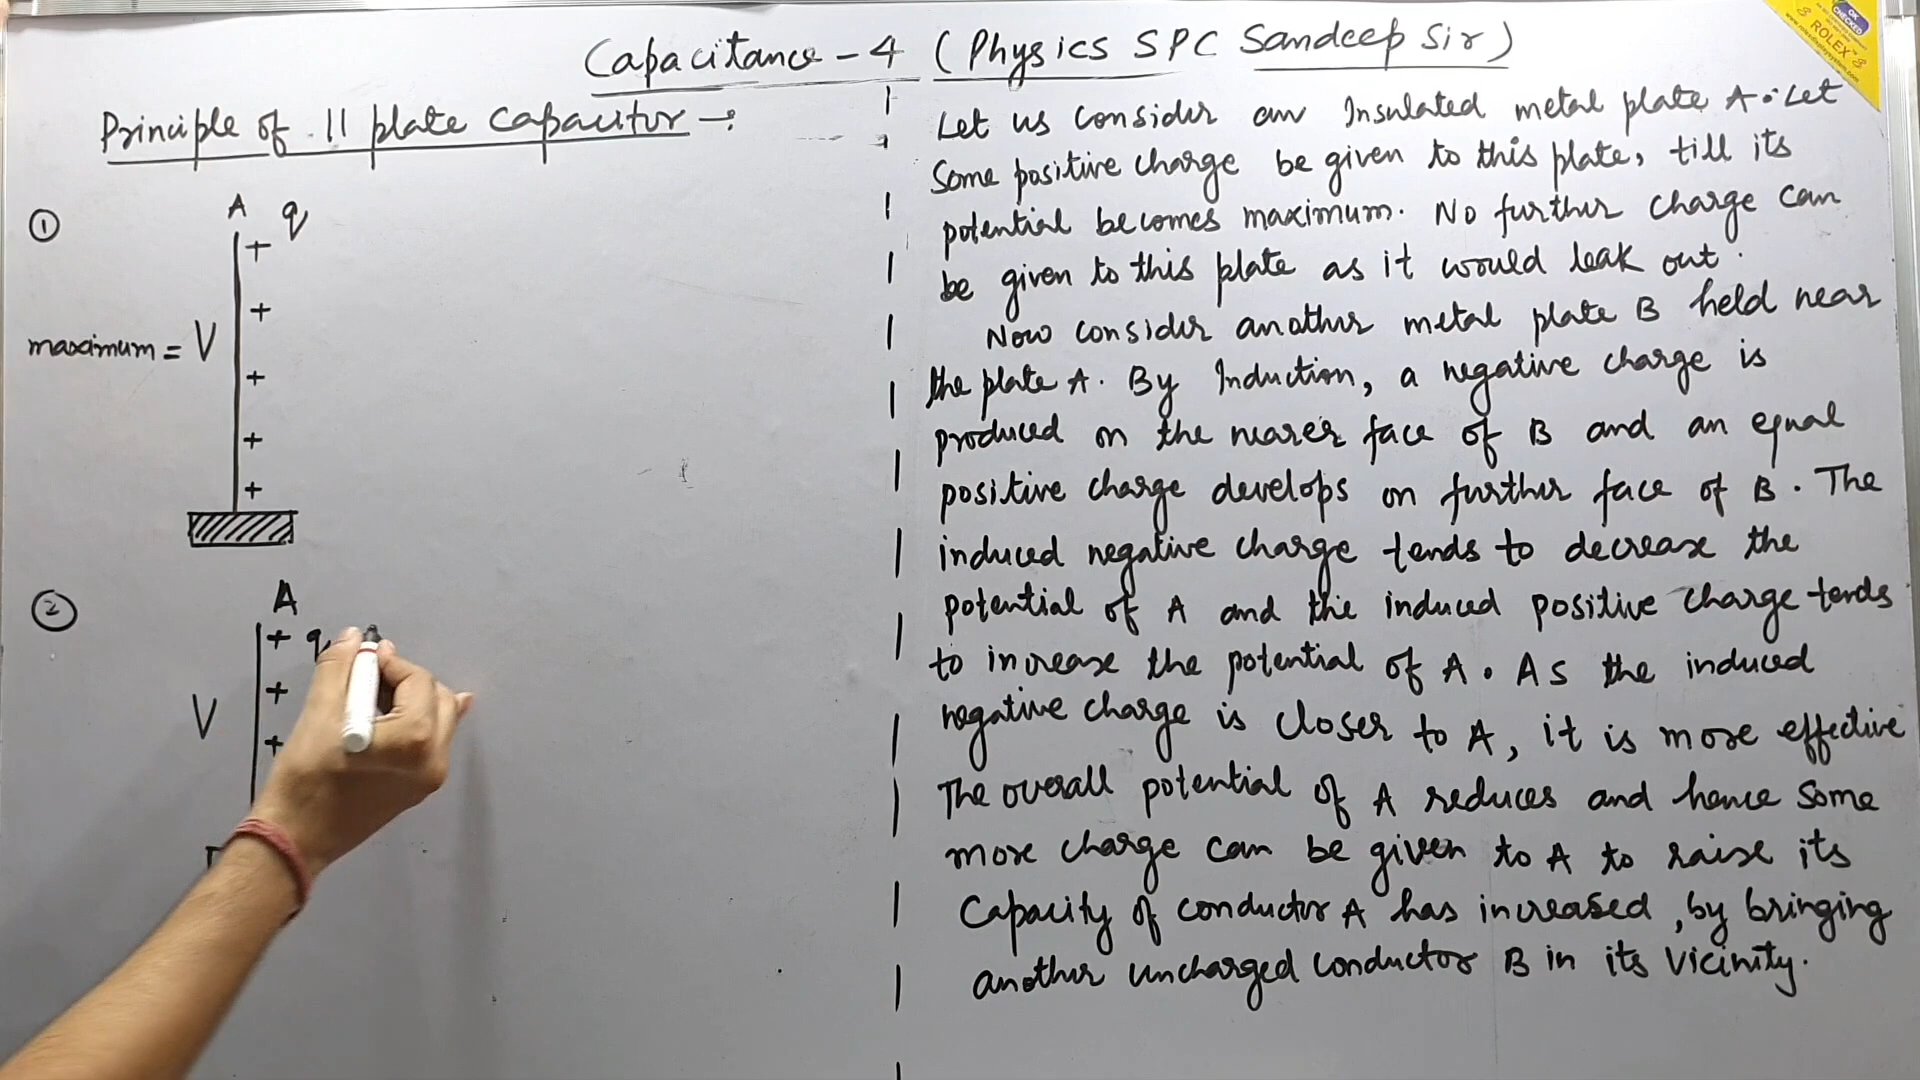 Capacitance - 4 ( Physics SPC Sandeep Sir )
Principle of || plate capacitor →:
①
A q
+
+
maximum = V
+
+
+
②
A
+ q
+
V
+
Let us consider an Insulated metal plate A. Let
Some positive charge be given to this plate, till its
potential becomes maximum. No further charge can
be given to this plate as it would leak out.
Now consider another metal plate B held near
the plate A. By Induction, a negative charge is
produced on the nearer face of B and an equal
positive charge develops on further face of B. The
induced negative charge tends to decrease the
potential of A and the induced positive charge tends
to increase the potential of A. As the induced
negative charge is closer to A, it is more effective
The overall potential of A reduces and hence some
more charge can be given to A to raise its
Capacity of conductor A has increased, by bringing
another uncharged conductor B in its vicinity.
OK
CHECKED
ROLEX